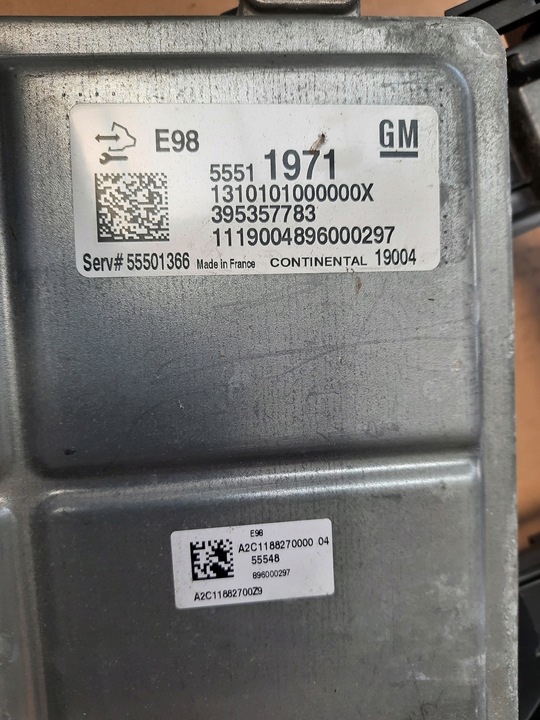 E98
GM
5551 1971
1310101000000X
395357783
1119004896000297
Serv# 55501366 Made in France CONTINENTAL 19004
E98
A2C1188270000 04
55548
896000297
A2C11882700Z9